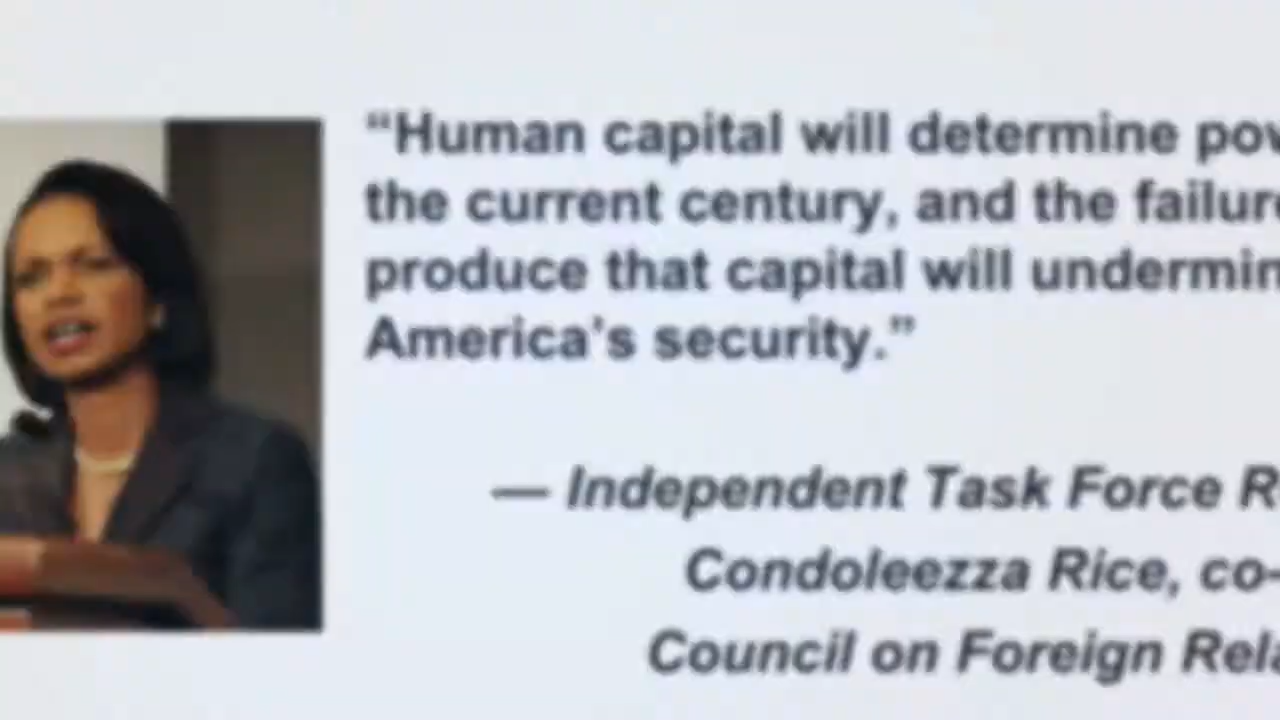 “Human capital will determine pov
the current century, and the failure
produce that capital will undermin
America’s security.”
— Independent Task Force R
Condoleezza Rice, co-
Council on Foreign Rela